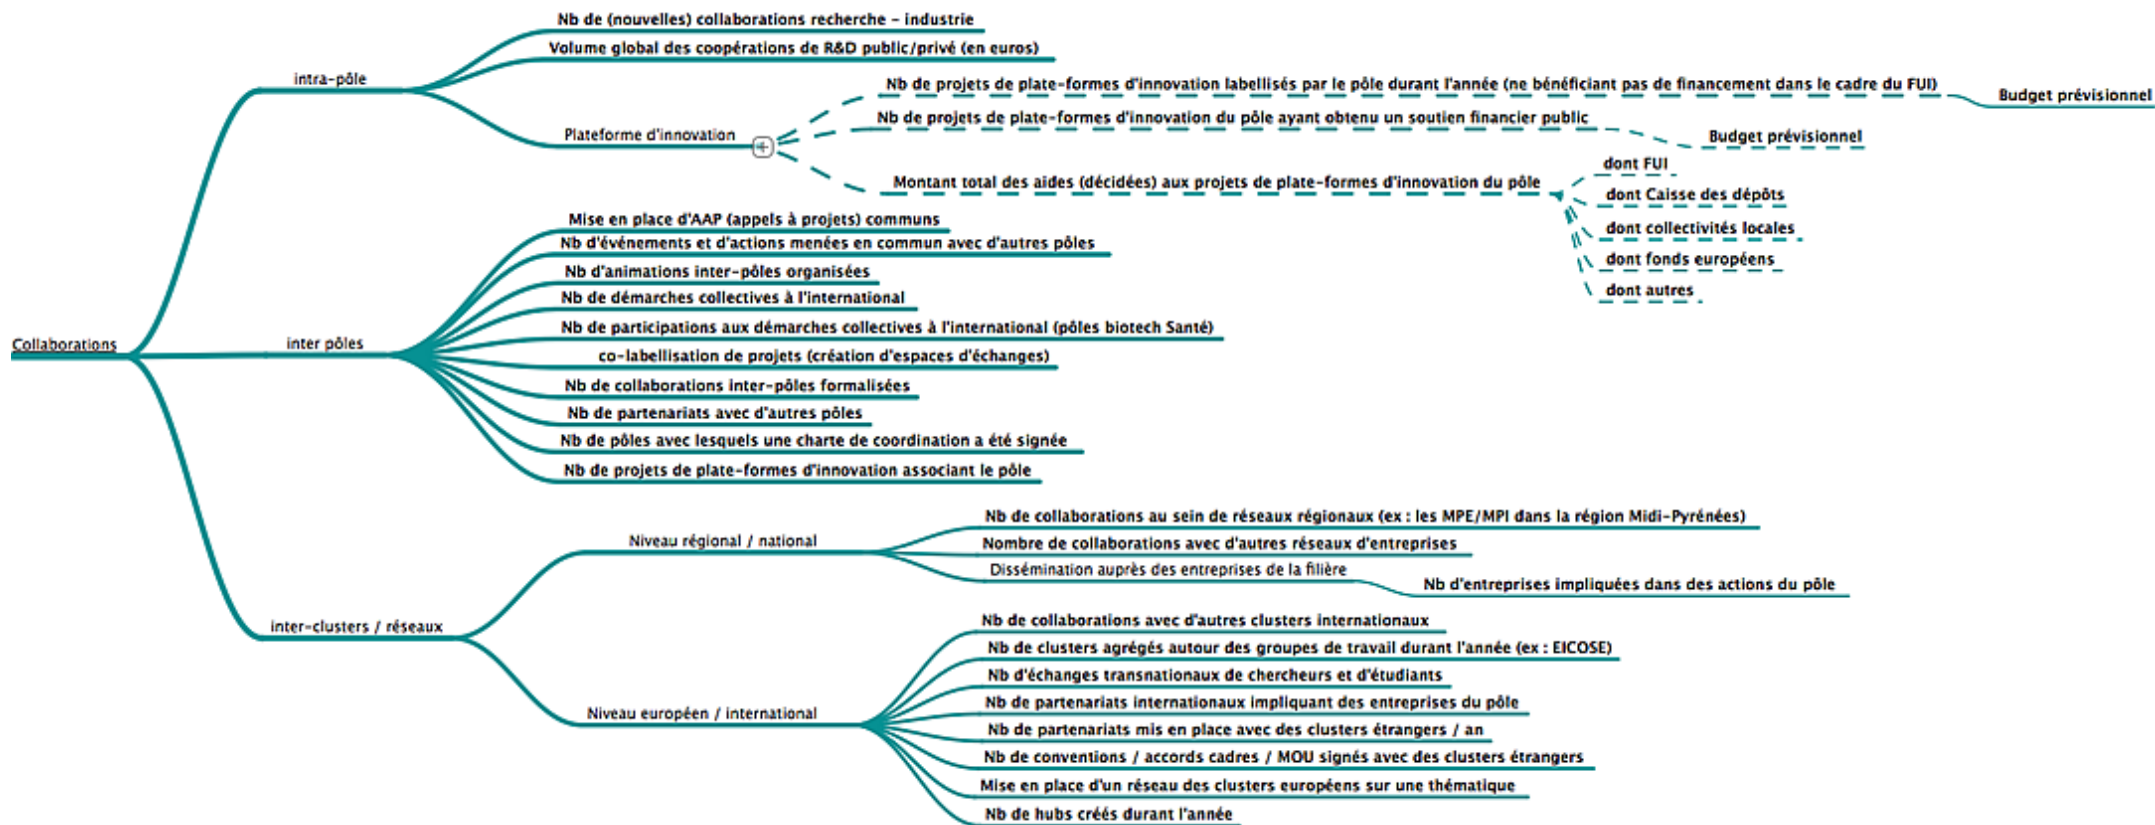 Collaborations
intra-pôle
Nb de (nouvelles) collaborations recherche - industrie
Volume global des coopérations de R&D public/privé (en euros)
Plateforme d'innovation
Nb de projets de plate-formes d'innovation labellisés par le pôle durant l'année (ne bénéficiant pas de financement dans le cadre du FUI)
Budget prévisionnel
Nb de projets de plate-formes d'innovation du pôle ayant obtenu un soutien financier public
Budget prévisionnel
Montant total des aides (décidées) aux projets de plate-formes d'innovation du pôle
dont FUI
dont Caisse des dépôts
dont collectivités locales
dont fonds européens
dont autres
inter pôles
Mise en place d'AAP (appels à projets) communs
Nb d'événements et d'actions menées en commun avec d'autres pôles
Nb d'animations inter-pôles organisées
Nb de démarches collectives à l'international
Nb de participations aux démarches collectives à l'international (pôles biotech Santé)
co-labellisation de projets (création d'espaces d'échanges)
Nb de collaborations inter-pôles formalisées
Nb de partenariats avec d'autres pôles
Nb de pôles avec lesquels une charte de coordination a été signée
Nb de projets de plate-formes d'innovation associant le pôle
inter-clusters / réseaux
Niveau régional / national
Nb de collaborations au sein de réseaux régionaux (ex : les MPE/MPI dans la région Midi-Pyrénées)
Nombre de collaborations avec d'autres réseaux d'entreprises
Dissémination auprès des entreprises de la filière
Nb d'entreprises impliquées dans des actions du pôle
Niveau européen / international
Nb de collaborations avec d'autres clusters internationaux
Nb de clusters agrégés autour des groupes de travail durant l'année (ex : EICOSE)
Nb d'échanges transnationaux de chercheurs et d'étudiants
Nb de partenariats internationaux impliquant des entreprises du pôle
Nb de partenariats mis en place avec des clusters étrangers / an
Nb de conventions / accords cadres / MOU signés avec des clusters étrangers
Mise en place d'un réseau des clusters européens sur une thématique
Nb de hubs créés durant l'année